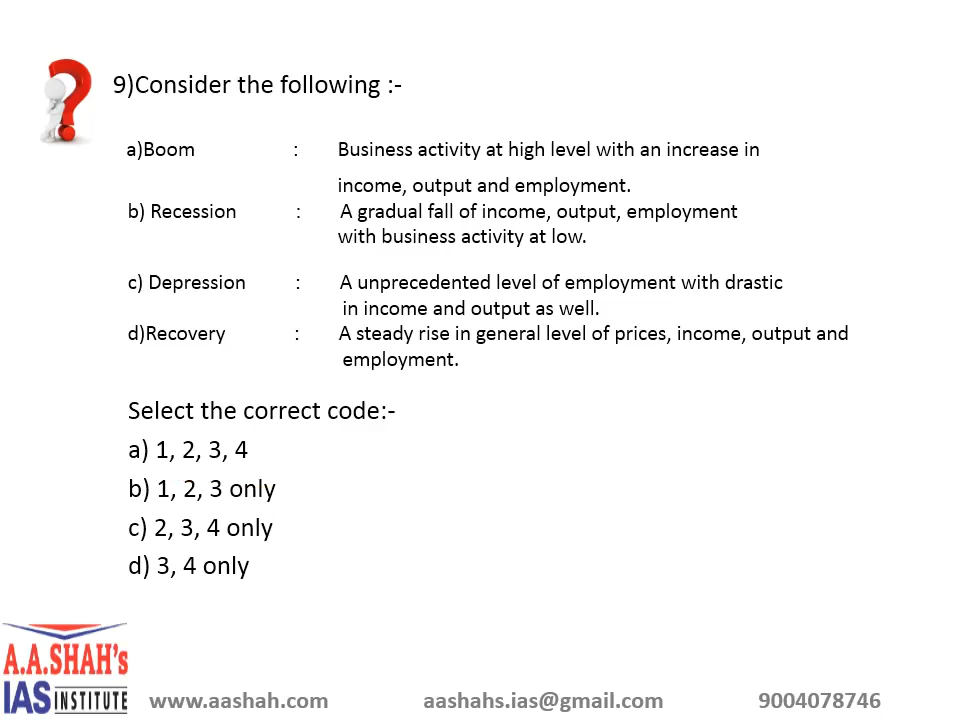 9)Consider the following :-
a)Boom : Business activity at high level with an increase in
income, output and employment.
b) Recession : A gradual fall of income, output, employment
with business activity at low.
c) Depression : A unprecedented level of employment with drastic
in income and output as well.
d)Recovery : A steady rise in general level of prices, income, output and
employment.
Select the correct code:-
a) 1, 2, 3, 4
b) 1, 2, 3 only
c) 2, 3, 4 only
d) 3, 4 only
A.A.SHAH's
IAS INSTITUTE
www.aashah.com aashahs.ias@gmail.com 9004078746